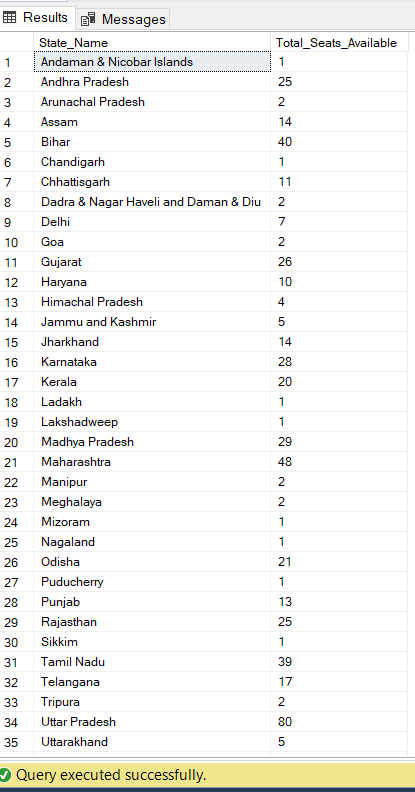 Results Messages
State_Name Total_Seats_Available
1 Andaman & Nicobar Islands 1
2 Andhra Pradesh 25
3 Arunachal Pradesh 2
4 Assam 14
5 Bihar 40
6 Chandigarh 1
7 Chhattisgarh 11
8 Dadra & Nagar Haveli and Daman & Diu 2
9 Delhi 7
10 Goa 2
11 Gujarat 26
12 Haryana 10
13 Himachal Pradesh 4
14 Jammu and Kashmir 5
15 Jharkhand 14
16 Karnataka 28
17 Kerala 20
18 Ladakh 1
19 Lakshadweep 1
20 Madhya Pradesh 29
21 Maharashtra 48
22 Manipur 2
23 Meghalaya 2
24 Mizoram 1
25 Nagaland 1
26 Odisha 21
27 Puducherry 1
28 Punjab 13
29 Rajasthan 25
30 Sikkim 1
31 Tamil Nadu 39
32 Telangana 17
33 Tripura 2
34 Uttar Pradesh 80
35 Uttarakhand 5
Query executed successfully.